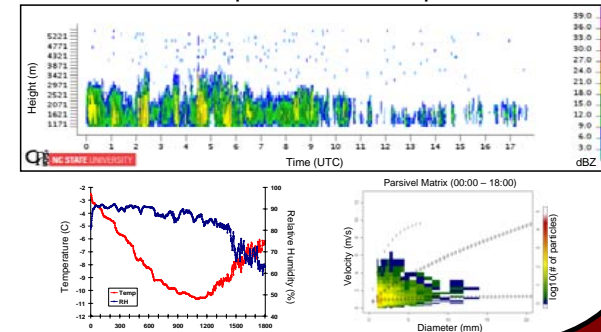 39.0
36.0
33.0
30.0
27.0
24.0
21.0
18.0
15.0
12.0
9.0
6.0
3.0
dBZ
Height (m)
5221
4771
4321
3871
3421
2971
2521
2071
1621
1171
0 1 2 3 4 5 6 7 8 9 10 11 12 13 14 15 16 17
Time (UTC)
NC STATE UNIVERSITY
Temperature (C)
-2
-3
-4
-5
-6
-7
-8
-9
-10
-11
-12
Temp
RH
0 300 600 900 1200 1500 1800
100
90
80
70
60
50
40
Relative Humidity (%)
Parsivel Matrix (00:00 – 18:00)
Velocity (m/s)
Diameter (mm)
log10(# of particles)